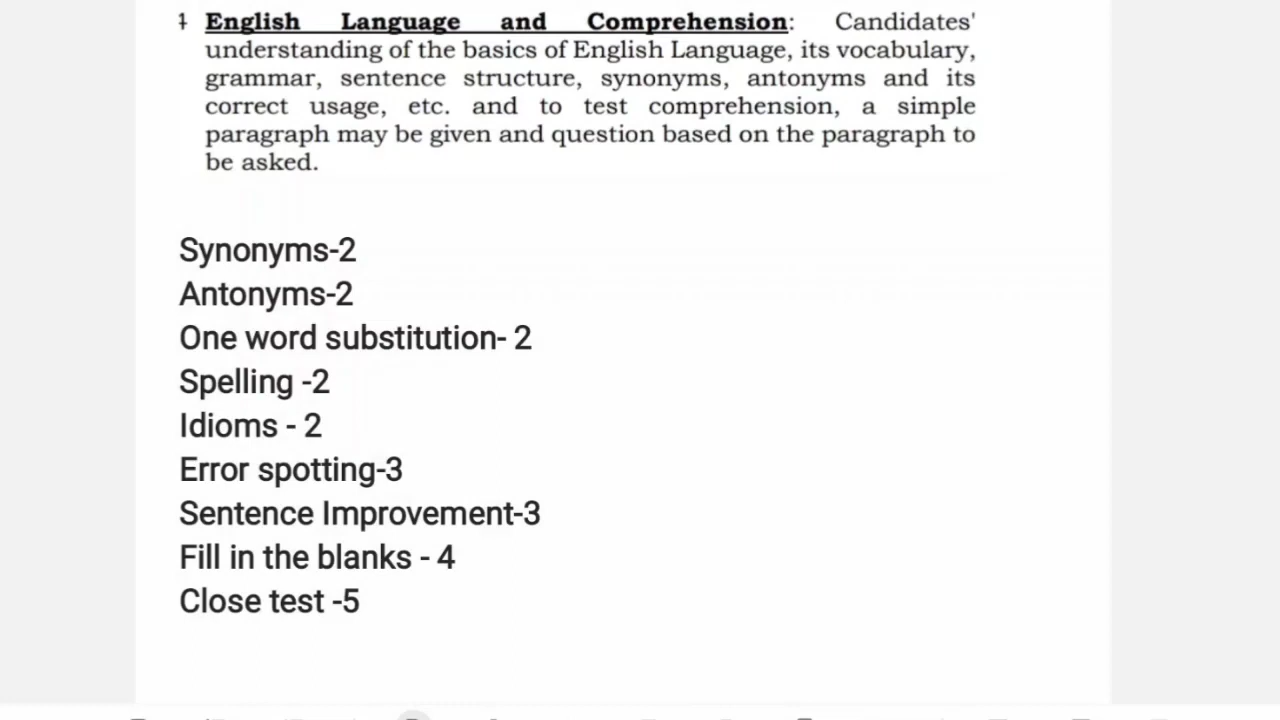 1 English Language and Comprehension: Candidates'
understanding of the basics of English Language, its vocabulary,
grammar, sentence structure, synonyms, antonyms and its
correct usage, etc. and to test comprehension, a simple
paragraph may be given and question based on the paragraph to
be asked.
Synonyms-2
Antonyms-2
One word substitution- 2
Spelling -2
Idioms - 2
Error spotting-3
Sentence Improvement-3
Fill in the blanks - 4
Close test -5